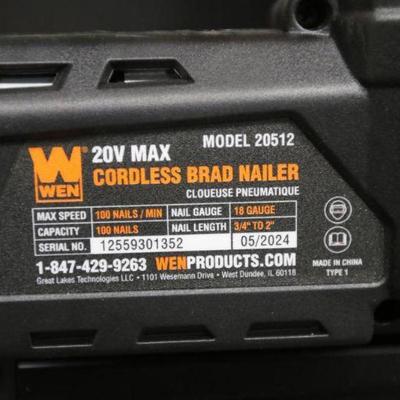 WEN
20V MAX
MODEL 20512
CORDLESS BRAD NAILER
CLOUEUSE PNEUMATIQUE
MAX SPEED 100 NAILS / MIN NAIL GAUGE 18 GAUGE
CAPACITY 100 NAILS NAIL LENGTH 3/4" TO 2"
SERIAL NO. 12559301352 05/2024
1-847-429-9263 WENPRODUCTS.COM
Great Lakes Technologies LLC • 1101 Wesemann Drive • West Dundee, IL 60118
MADE IN CHINA
TYPE 1